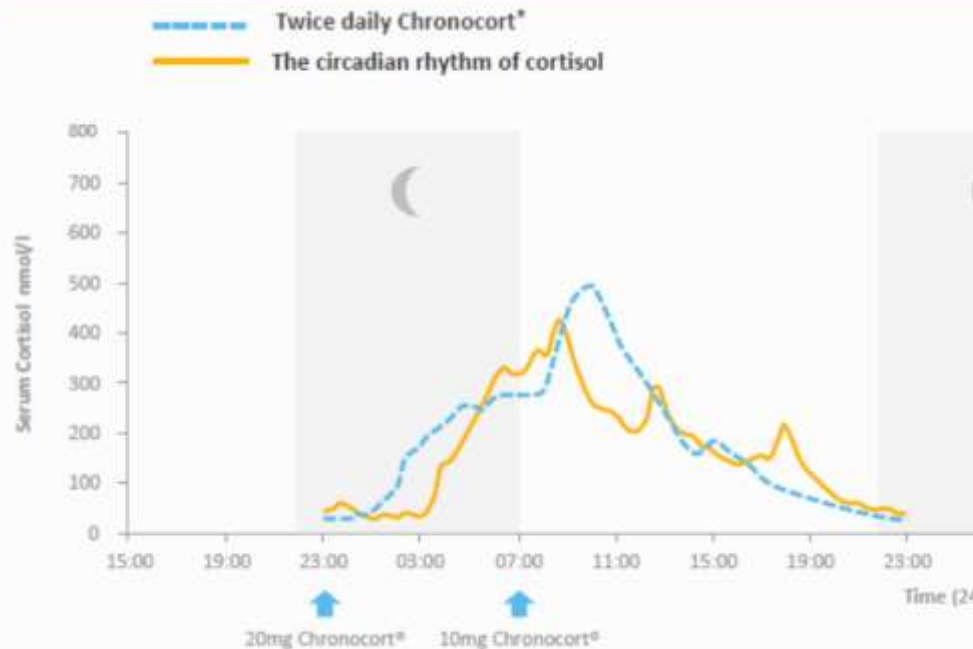 Twice daily Chronocort®
The circadian rhythm of cortisol
800
700
600
500
400
300
200
100
0
Serum Cortisol nmol/l
15:00 19:00 23:00 03:00 07:00 11:00 15:00 19:00 23:00
Time (24
20mg Chronocort® 10mg Chronocort®